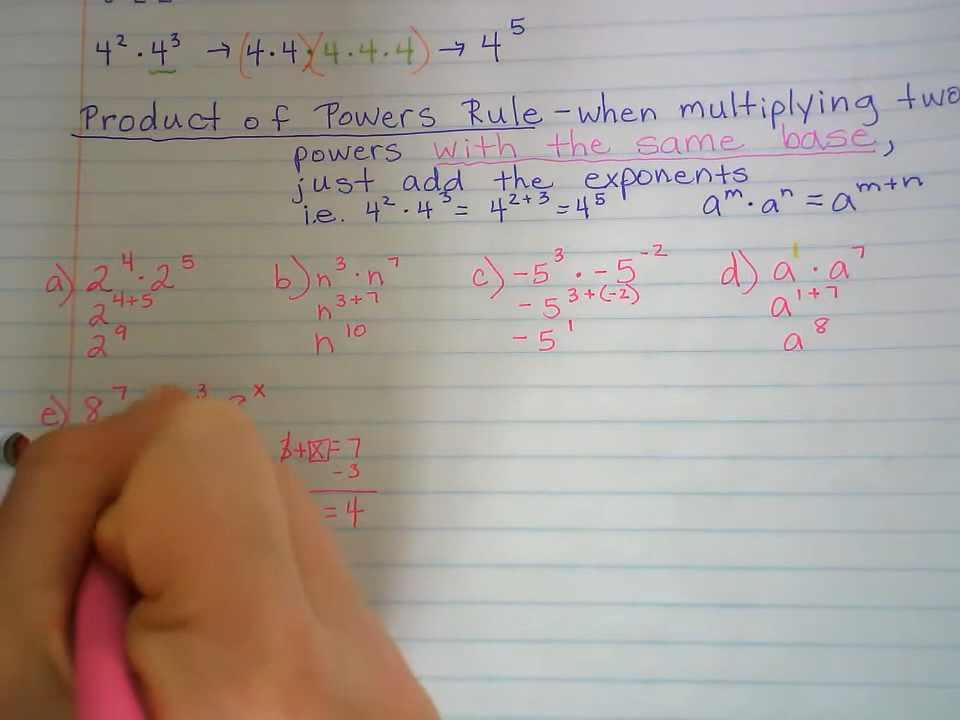 4² · 4³ → (4·4)(4·4·4) → 4⁵
Product of Powers Rule - when multiplying two
powers with the same base,
just add the exponents
i.e. 4² · 4³ = 4²⁺³ = 4⁵ aᵐ · aⁿ = aᵐ⁺ⁿ
a) 2⁴ · 2⁵ b) n³ · n⁷ c) -5³ · -5⁻² d) a¹ · a⁷
2⁴⁺⁵ n³⁺⁷ -5³⁺⁽⁻²⁾ a¹⁺⁷
2⁹ n¹⁰ -5¹ a⁸
e) 8⁷ ³ ˣ
3+x=7
-3
=4